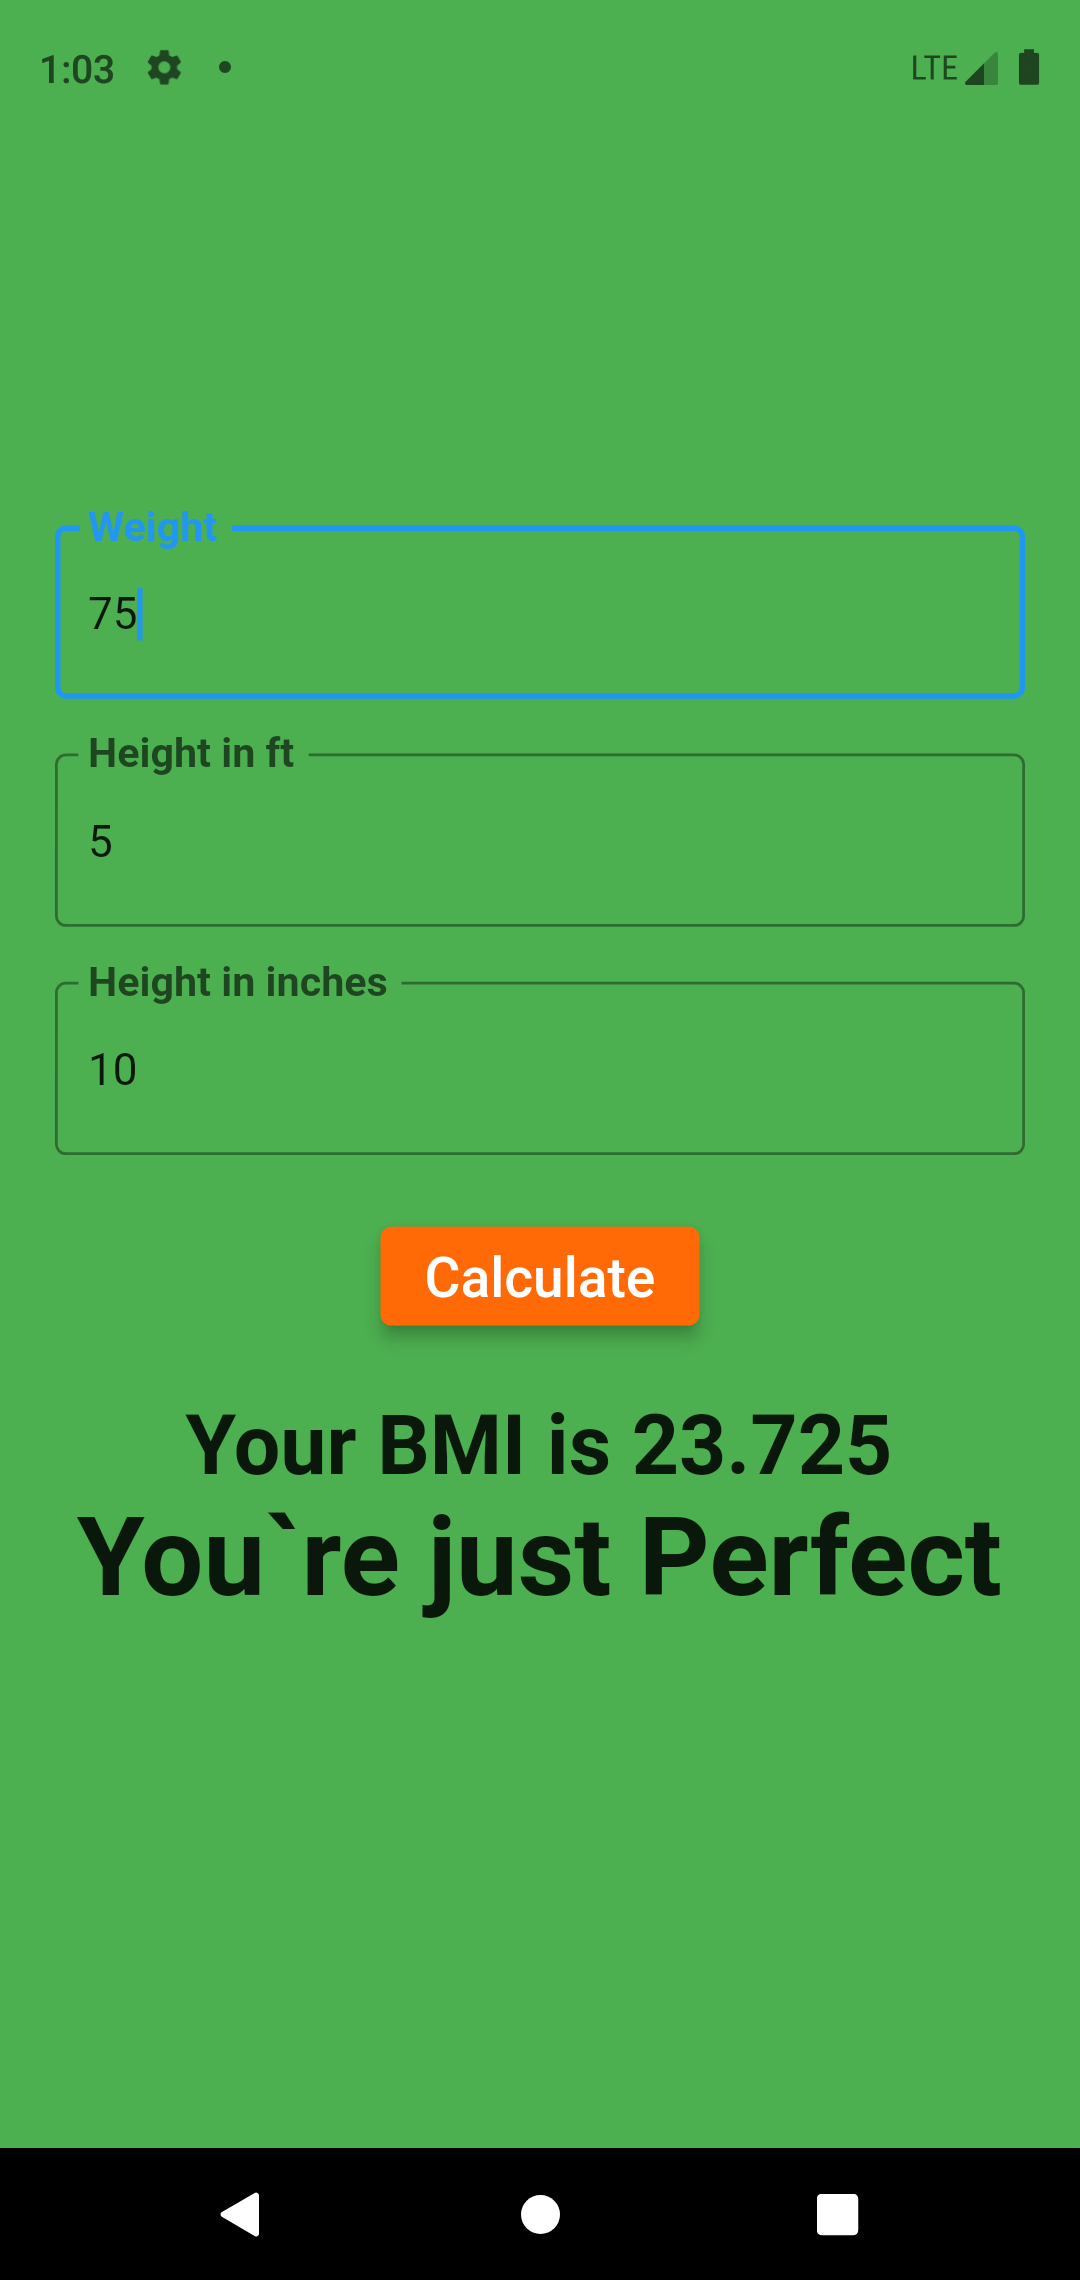 1:03
LTE
Weight
75
Height in ft
5
Height in inches
10
Calculate
Your BMI is 23.725
You`re just Perfect